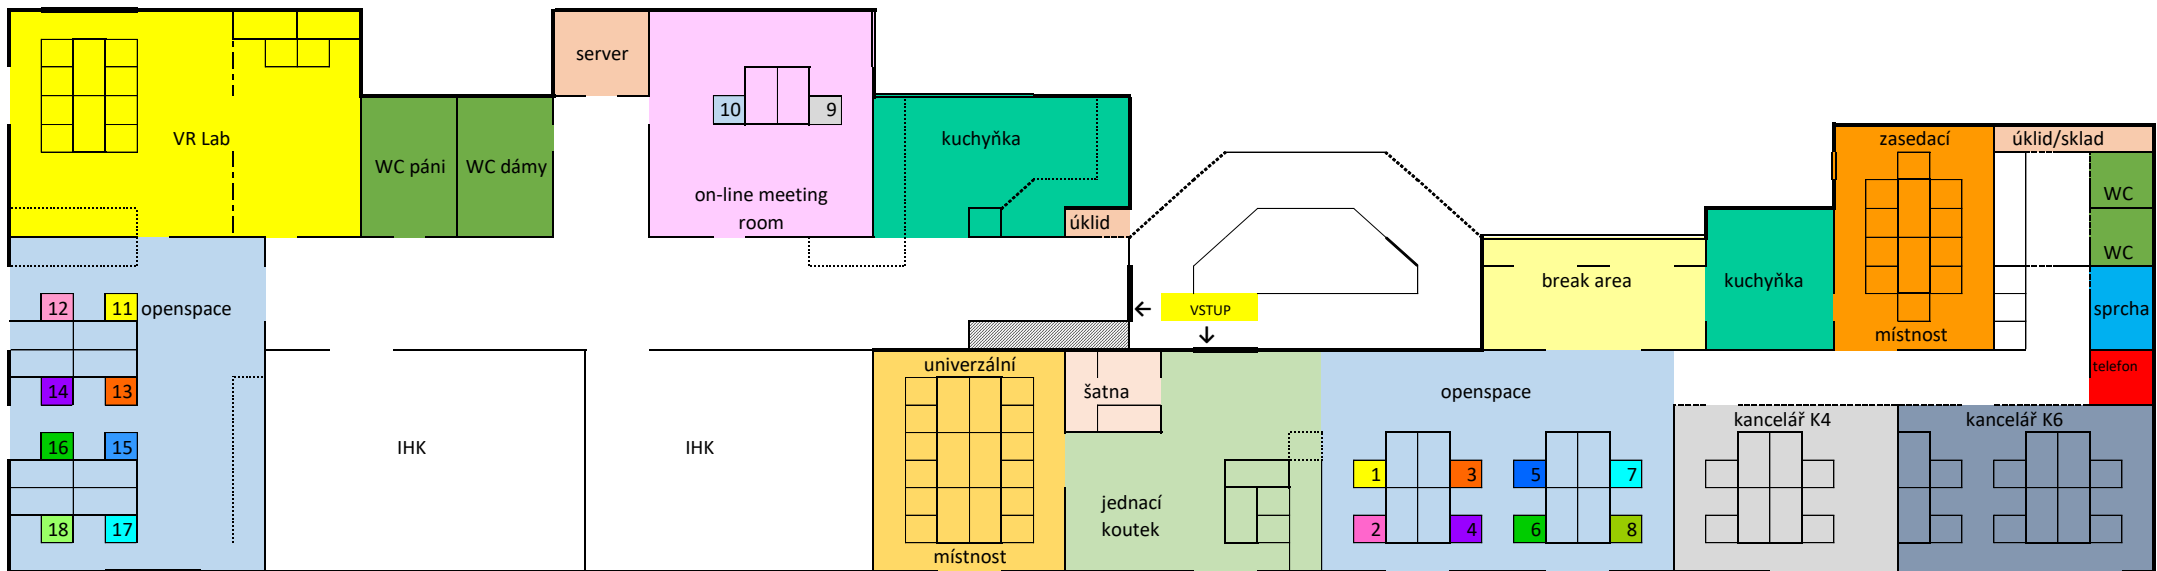 server
10
9
VR Lab
kuchyňka
zasedací
úklid/sklad
WC páni
WC dámy
on-line meeting
room
úklid
WC
WC
break area
kuchyňka
12
11
openspace
←
VSTUP
↓
sprcha
místnost
univerzální
telefon
14
13
šatna
openspace
kancelář K4
kancelář K6
16
15
IHK
IHK
1
3
5
7
jednací
koutek
18
17
2
4
6
8
místnost